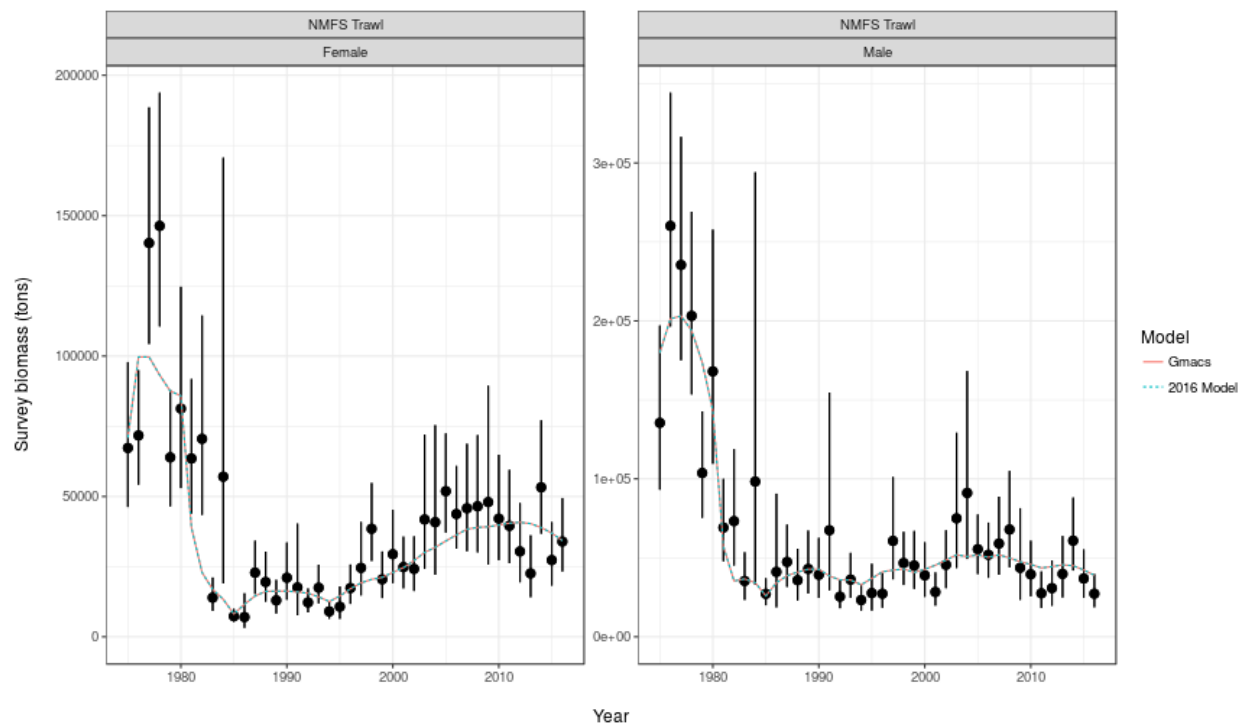 NMFS Trawl
Female
NMFS Trawl
Male
Survey biomass (tons)
200000
150000
100000
50000
0
3e+05
2e+05
1e+05
0e+00
1980
1990
2000
2010
1980
1990
2000
2010
Year
Model
Gmacs
2016 Model